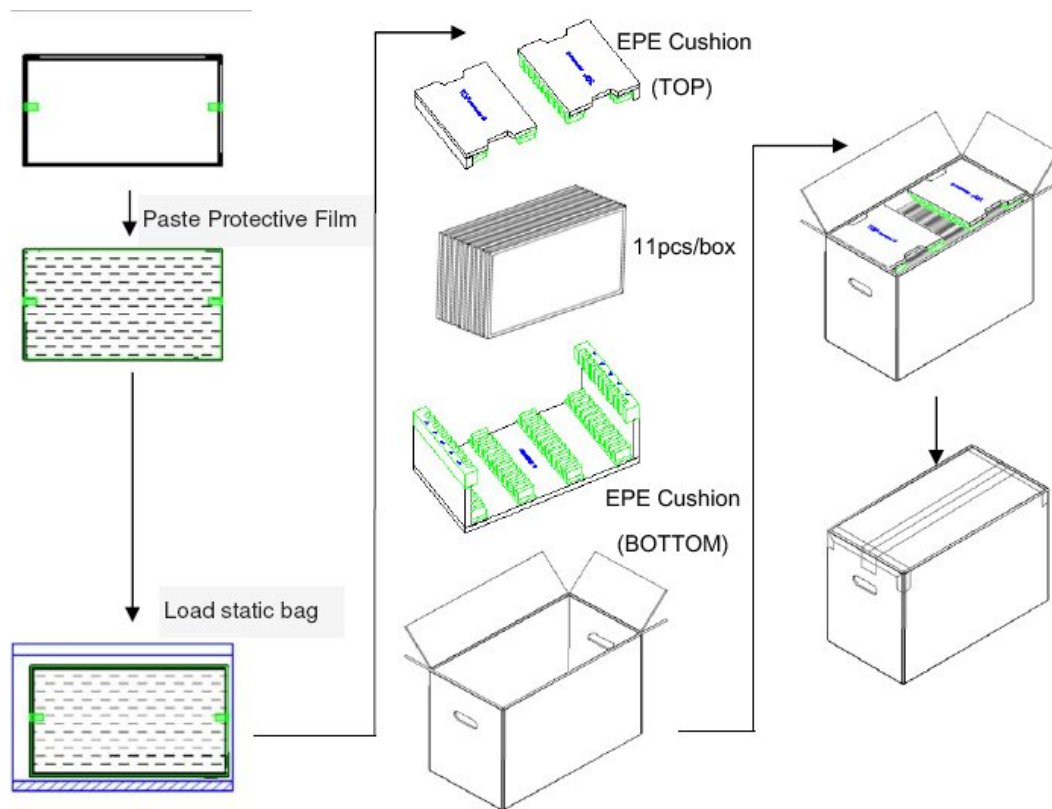 Paste Protective Film
Load static bag
EPE Cushion
(TOP)
11pcs/box
EPE Cushion
(BOTTOM)